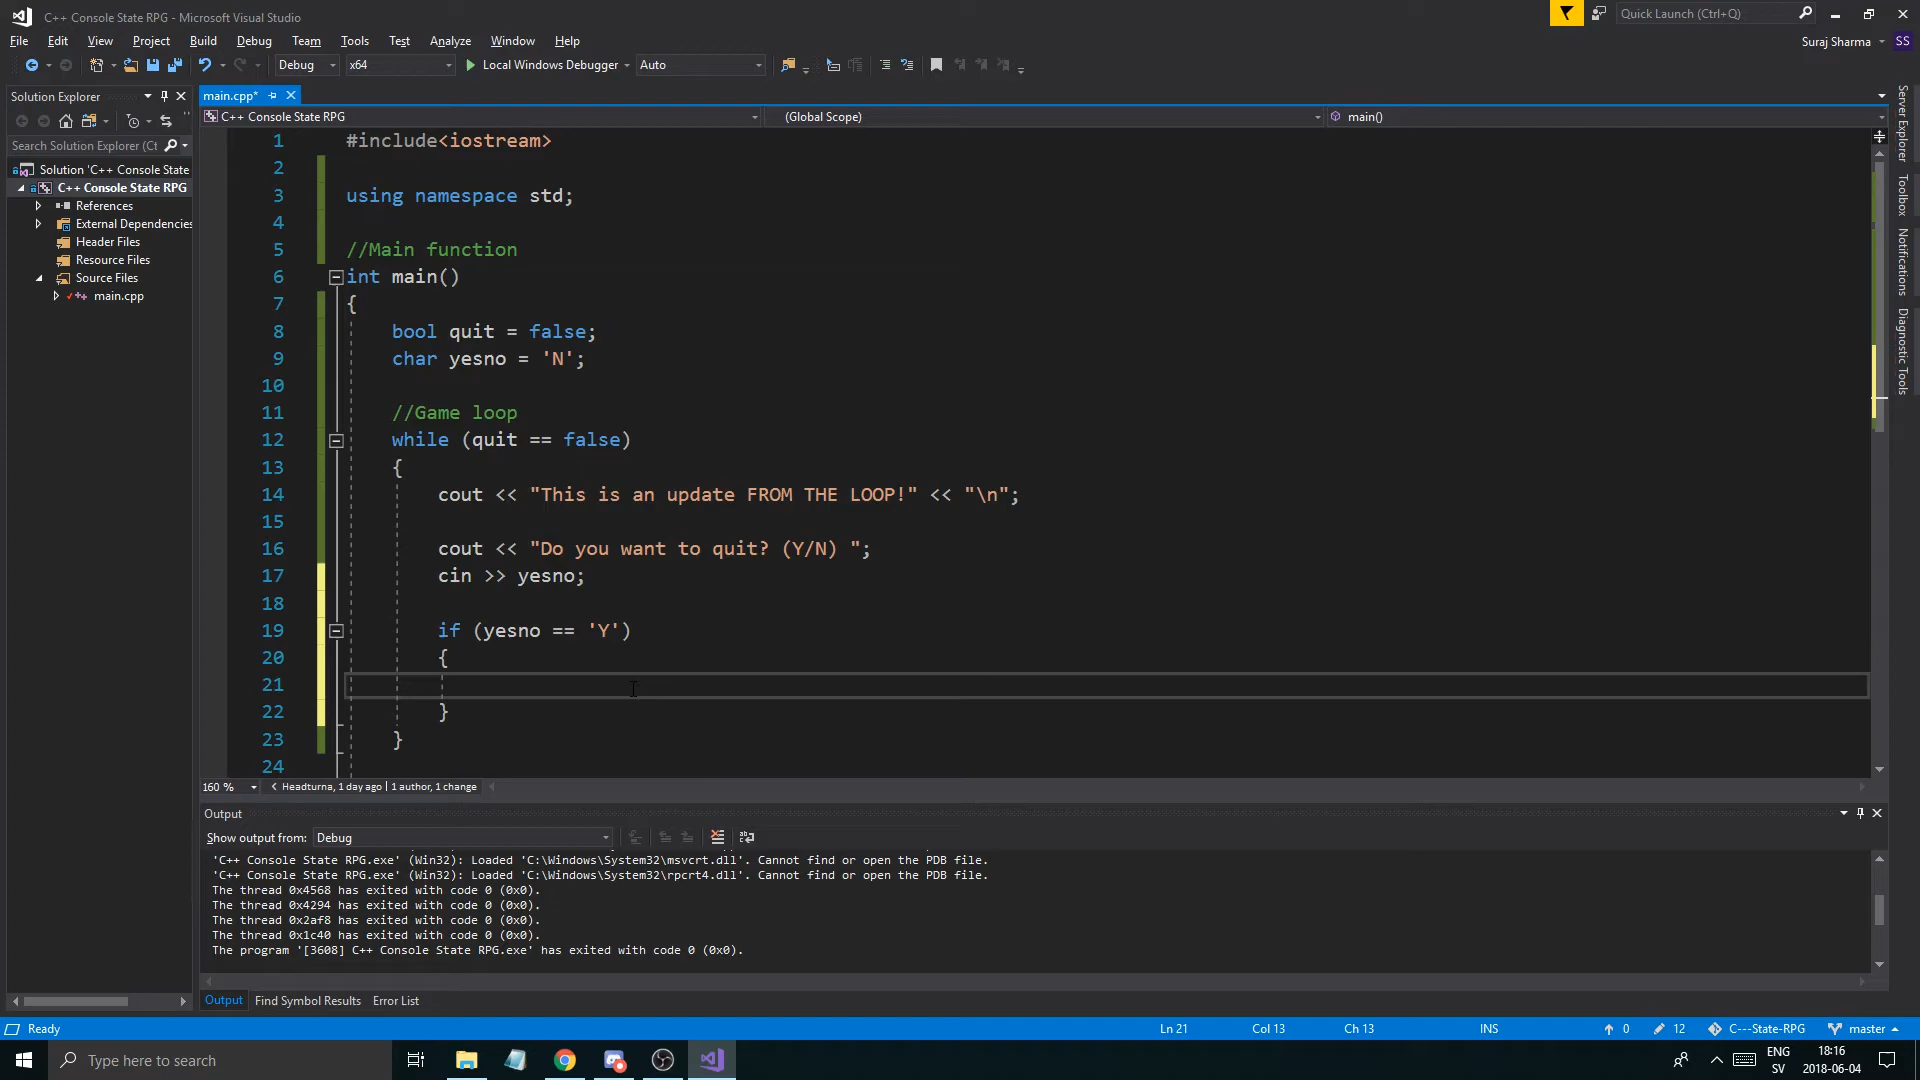 C++ Console State RPG - Microsoft Visual Studio
Quick Launch (Ctrl+Q)
File Edit View Project Build Debug Team Tools Test Analyze Window Help
Suraj Sharma SS
Debug x64 Local Windows Debugger Auto
Solution Explorer
main.cpp*
C++ Console State RPG (Global Scope) main()
Search Solution Explorer (Ct
Solution 'C++ Console State
C++ Console State RPG
References
External Dependencies
Header Files
Resource Files
Source Files
main.cpp
1 #include<iostream>
2
3 using namespace std;
4
5 //Main function
6 int main()
7 {
8 bool quit = false;
9 char yesno = 'N';
10
11 //Game loop
12 while (quit == false)
13 {
14 cout << "This is an update FROM THE LOOP!" << "\n";
15
16 cout << "Do you want to quit? (Y/N) ";
17 cin >> yesno;
18
19 if (yesno == 'Y')
20 {
21
22 }
23 }
24
Server Explorer
Toolbox
Notifications
Diagnostic Tools
160 % Headturna, 1 day ago | 1 author, 1 change
Output
Show output from: Debug
'C++ Console State RPG.exe' (Win32): Loaded 'C:\Windows\System32\msvcrt.dll'. Cannot find or open the PDB file.
'C++ Console State RPG.exe' (Win32): Loaded 'C:\Windows\System32\rpcrt4.dll'. Cannot find or open the PDB file.
The thread 0x4568 has exited with code 0 (0x0).
The thread 0x4294 has exited with code 0 (0x0).
The thread 0x2af8 has exited with code 0 (0x0).
The thread 0x1c40 has exited with code 0 (0x0).
The program '[3608] C++ Console State RPG.exe' has exited with code 0 (0x0).
Output Find Symbol Results Error List
Ready Ln 21 Col 13 Ch 13 INS 0 12 C---State-RPG master
Type here to search
ENG 18:16
SV 2018-06-04